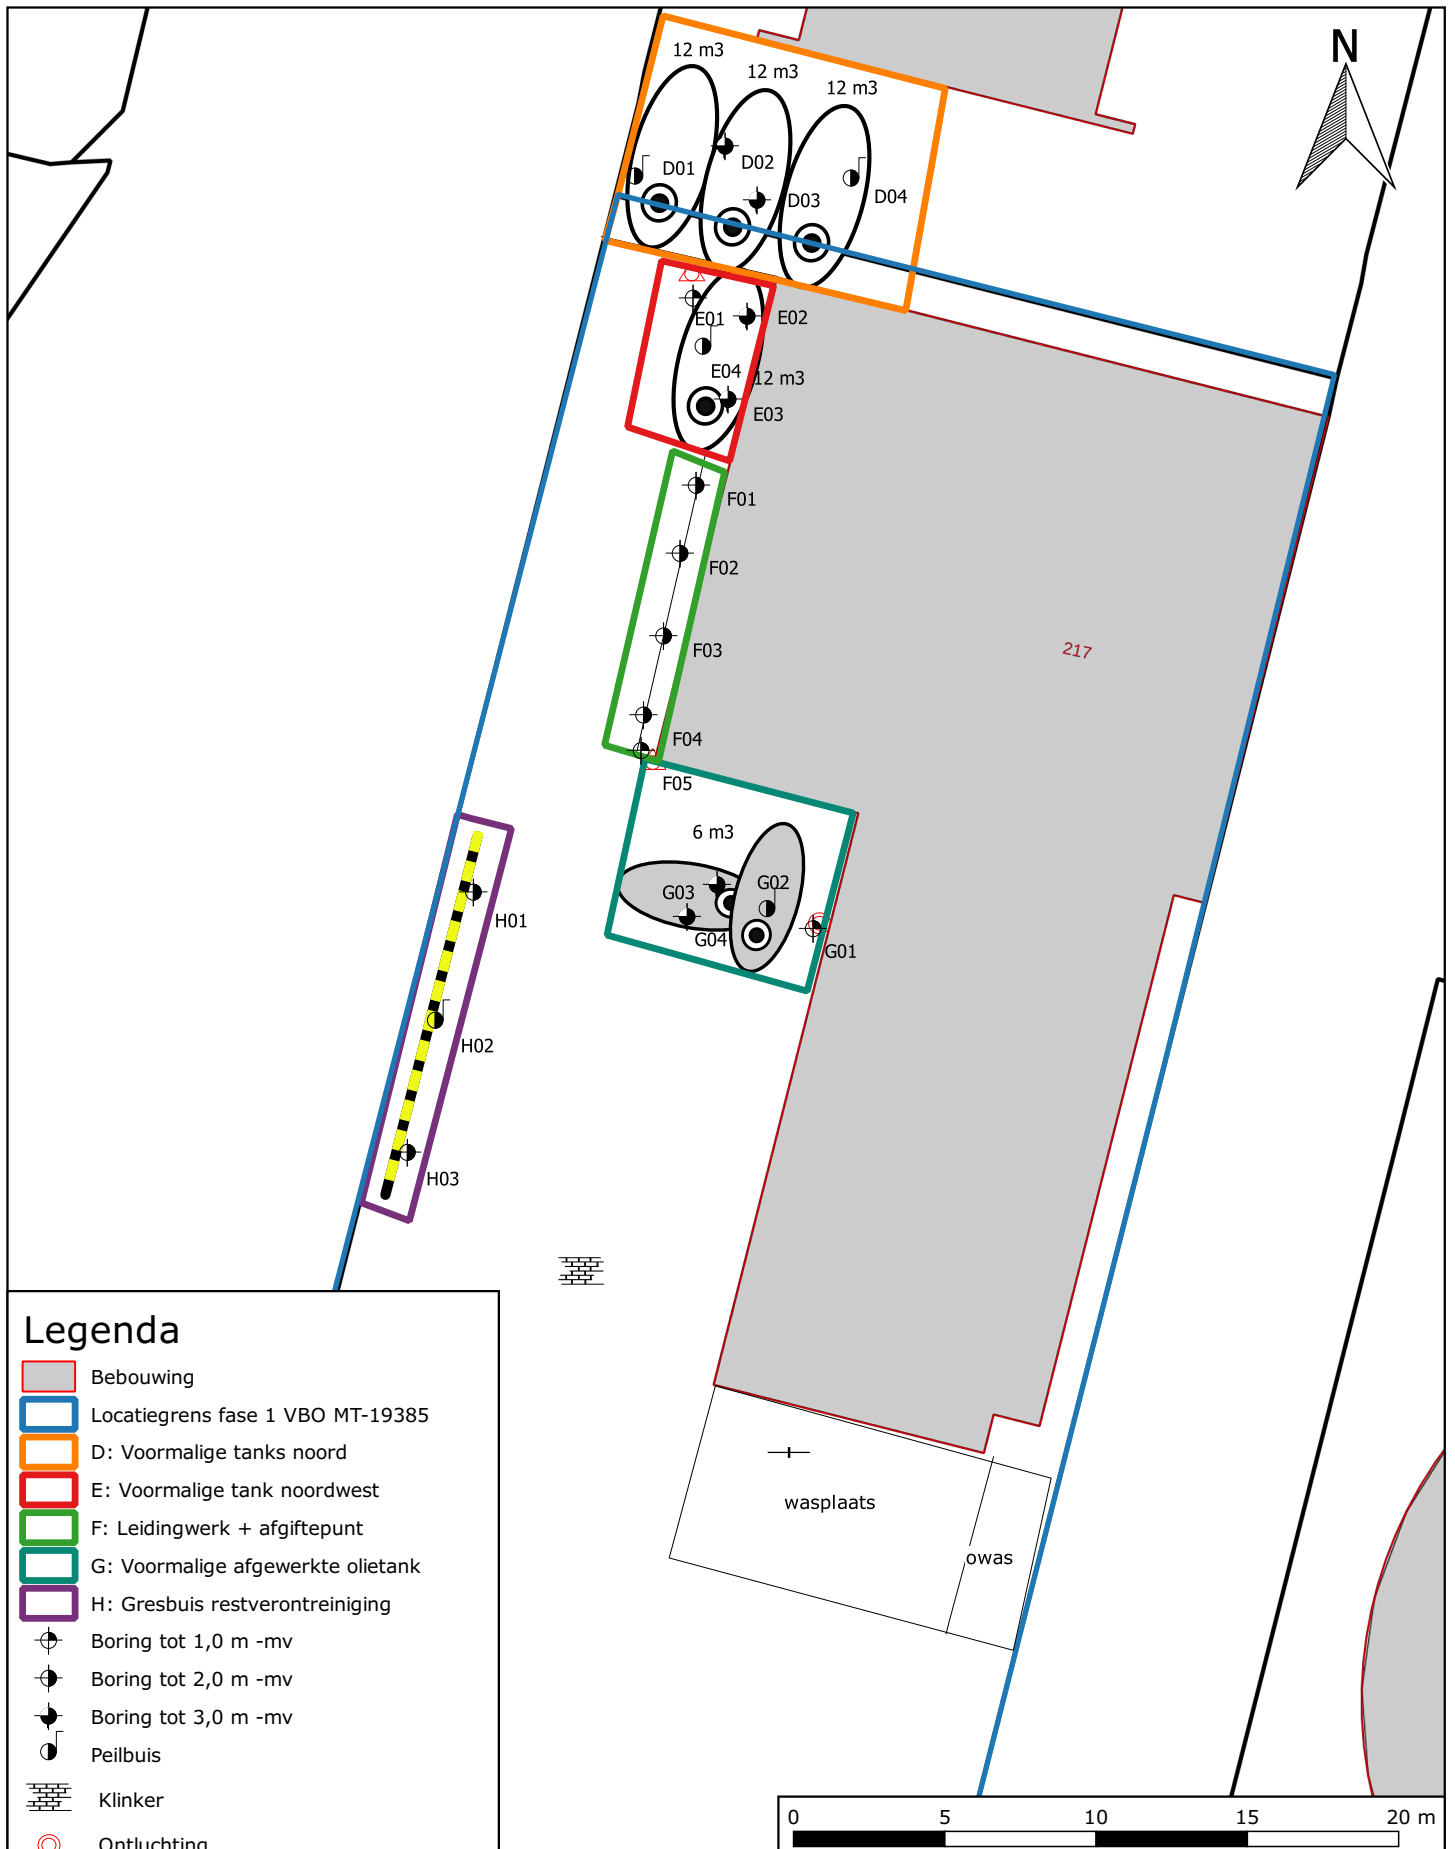 N
12 m3
12 m3
12 m3
D01
D02
D03
D04
E01
E02
E04
12 m3
E03
F01
F02
F03
217
F04
F05
6 m3
G02
G03
G04
G01
H01
H02
H03
Legenda
Bebouwing
Locatiegrens fase 1 VBO MT-19385
D: Voormalige tanks noord
E: Voormalige tank noordwest
F: Leidingwerk + afgiftepunt
G: Voormalige afgewerkte olietank
H: Gresbuis restverontreiniging
Boring tot 1,0 m -mv
Boring tot 2,0 m -mv
Boring tot 3,0 m -mv
Peilbuis
Klinker
Ontluchting
wasplaats
owas
0 5 10 15 20 m